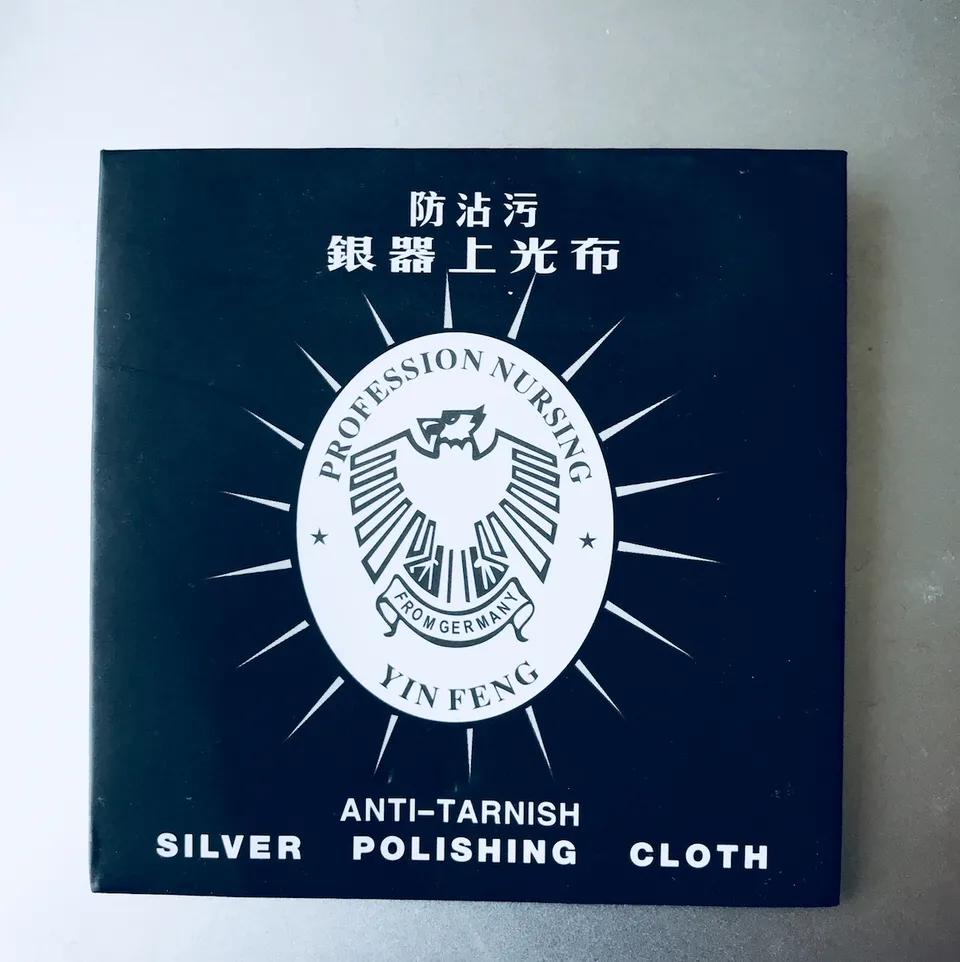 防沾污
銀器上光布
PROFESSION NURSING
FROM GERMANY
YIN FENG
ANTI-TARNISH
SILVER POLISHING CLOTH